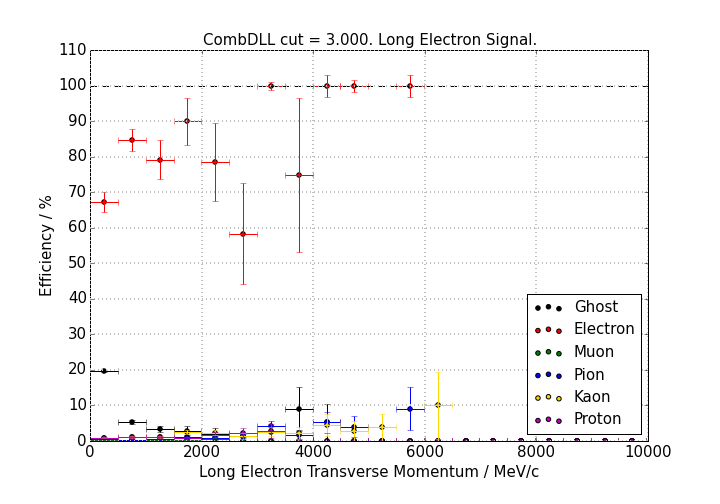 CombDLL cut = 3.000. Long Electron Signal.
110
100
90
80
70
60
50
40
30
20
10
0
Efficiency / %
Ghost
Electron
Muon
Pion
Kaon
Proton
0 2000 4000 6000 8000 10000
Long Electron Transverse Momentum / MeV/c